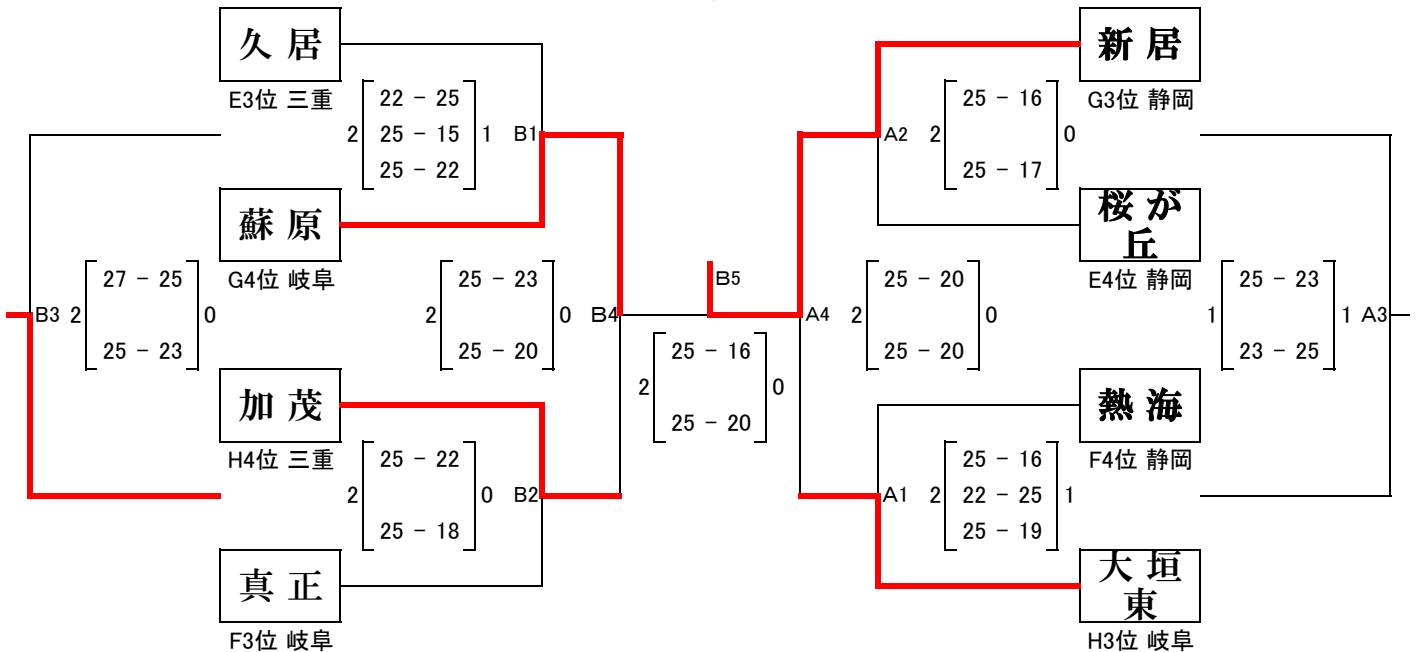 久居
E3位 三重
22 - 25
2 25 - 15 1 B1
25 - 22
蘇原
G4位 岐阜
27 - 25
B3 2 0
25 - 23
25 - 23
2 0 B4
25 - 20
加茂
H4位 三重
25 - 22
2 0 B2
25 - 18
真正
F3位 岐阜
B5
25 - 16
2 0
25 - 20
新居
G3位 静岡
25 - 16
A2 2 0
25 - 17
桜が
丘
E4位 静岡
25 - 20
A4 2 0
25 - 20
25 - 23
1 1 A3
23 - 25
熱海
F4位 静岡
25 - 16
A1 2 22 - 25 1
25 - 19
大垣
東
H3位 岐阜